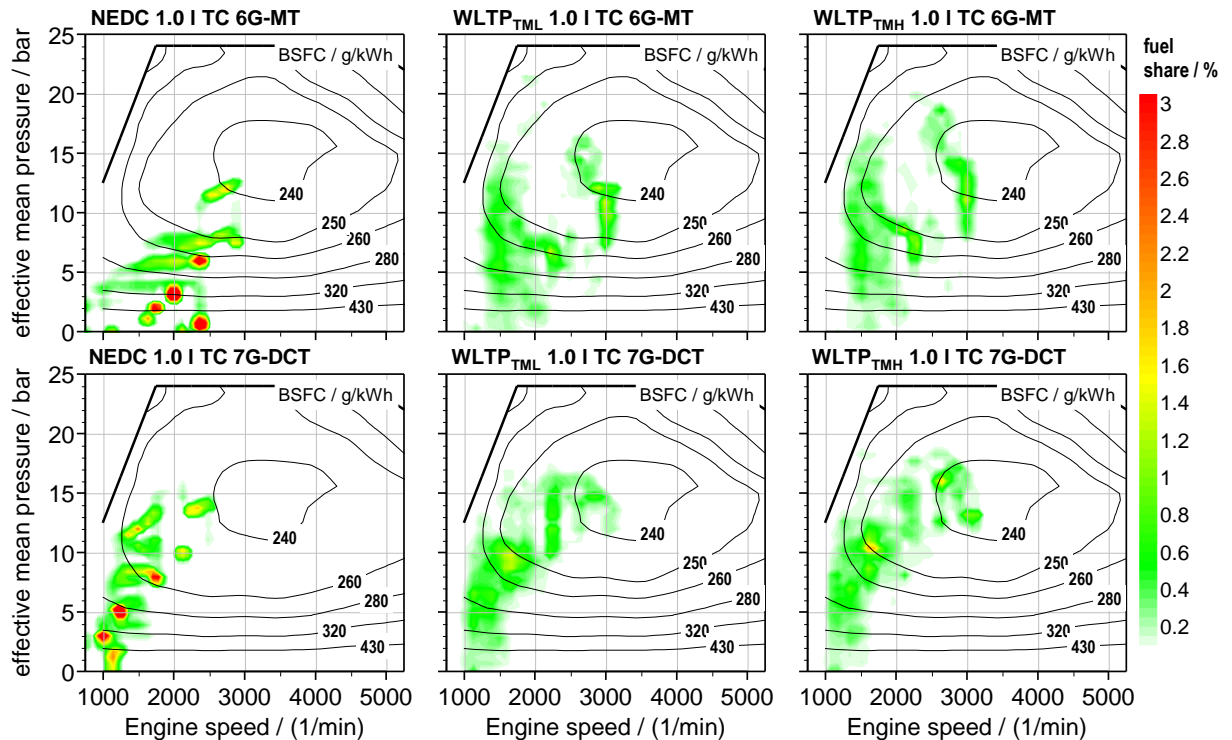 NEDC 1.0 l TC 6G-MT
WLTP_TML 1.0 l TC 6G-MT
WLTP_TMH 1.0 l TC 6G-MT
fuel
share / %
effective mean pressure / bar
25
20
15
10
5
0
BSFC / g/kWh
240
250
260
280
320
430
BSFC / g/kWh
240
250
260
280
320
430
BSFC / g/kWh
240
250
260
280
320
430
3
2.8
2.6
2.4
2.2
2
1.8
1.6
1.4
1.2
1
0.8
0.6
0.4
0.2
NEDC 1.0 l TC 7G-DCT
WLTP_TML 1.0 l TC 7G-DCT
WLTP_TMH 1.0 l TC 7G-DCT
effective mean pressure / bar
25
20
15
10
5
0
BSFC / g/kWh
240
250
260
280
320
430
BSFC / g/kWh
240
250
260
280
320
430
BSFC / g/kWh
240
250
260
280
320
430
1000 2000 3000 4000 5000
1000 2000 3000 4000 5000
1000 2000 3000 4000 5000
Engine speed / (1/min)
Engine speed / (1/min)
Engine speed / (1/min)